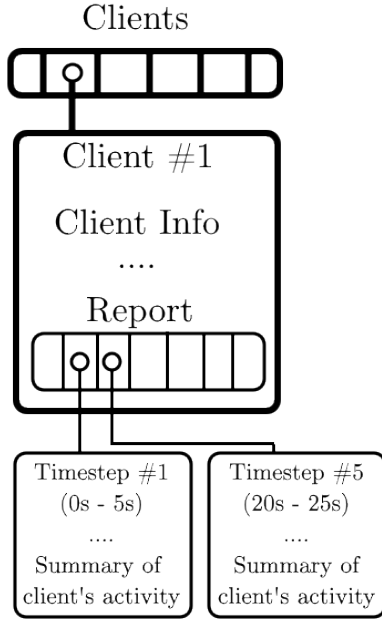 Clients
Client #1
Client Info
....
Report
Timestep #1
(0s - 5s)
....
Summary of
client's activity
Timestep #5
(20s - 25s)
....
Summary of
client's activity